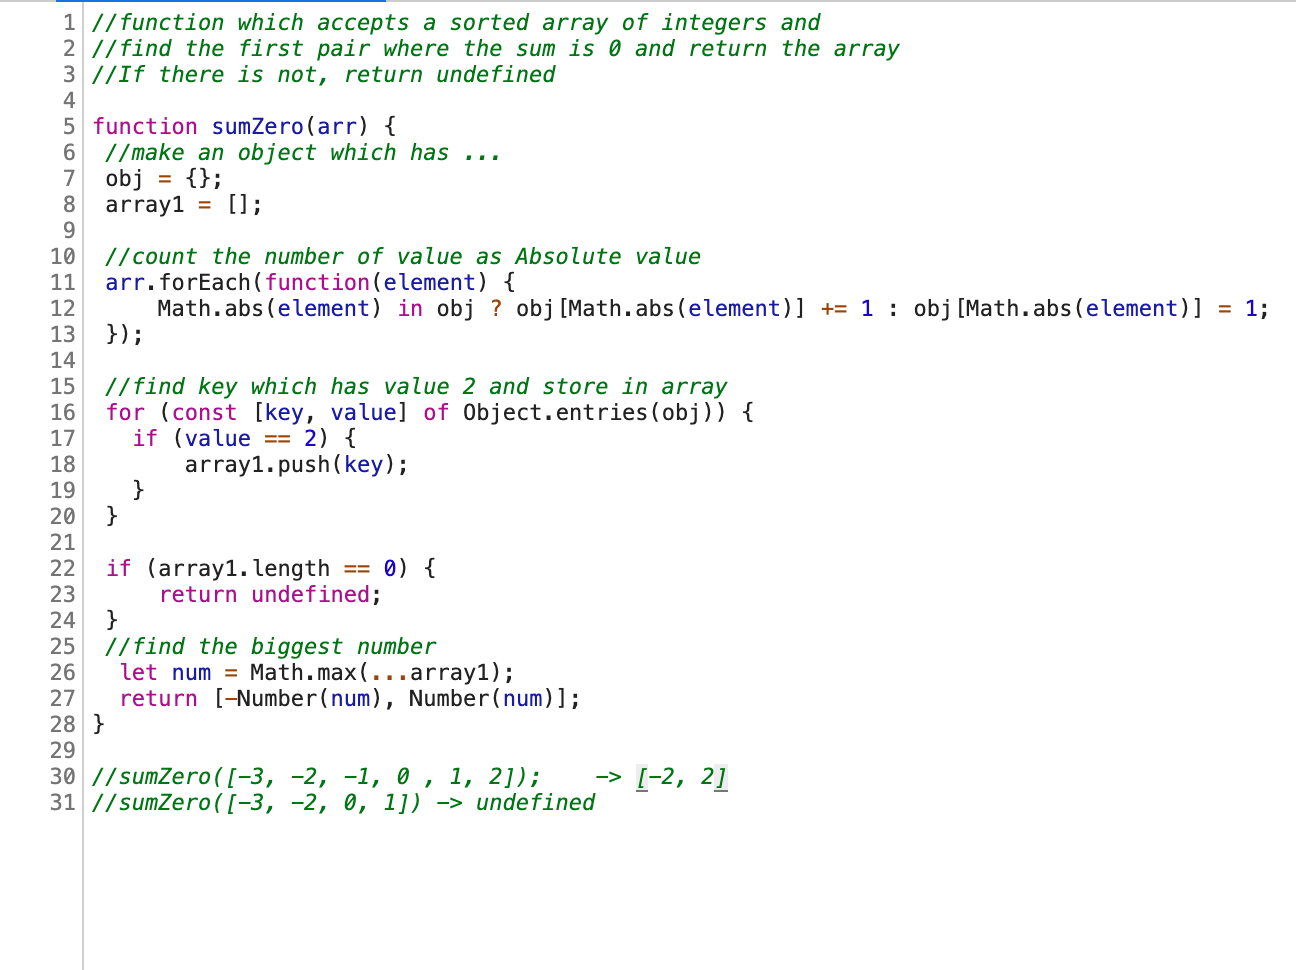 1 //function which accepts a sorted array of integers and
2 //find the first pair where the sum is 0 and return the array
3 //If there is not, return undefined
4
5 function sumZero(arr) {
6 //make an object which has ...
7 obj = {};
8 array1 = [];
9
10 //count the number of value as Absolute value
11 arr.forEach(function(element) {
12 Math.abs(element) in obj ? obj[Math.abs(element)] += 1 : obj[Math.abs(element)] = 1;
13 });
14
15 //find key which has value 2 and store in array
16 for (const [key, value] of Object.entries(obj)) {
17 if (value == 2) {
18 array1.push(key);
19 }
20 }
21
22 if (array1.length == 0) {
23 return undefined;
24 }
25 //find the biggest number
26 let num = Math.max(...array1);
27 return [-Number(num), Number(num)];
28 }
29
30 //sumZero([-3, -2, -1, 0 , 1, 2]);    -> [-2, 2]
31 //sumZero([-3, -2, 0, 1]) -> undefined